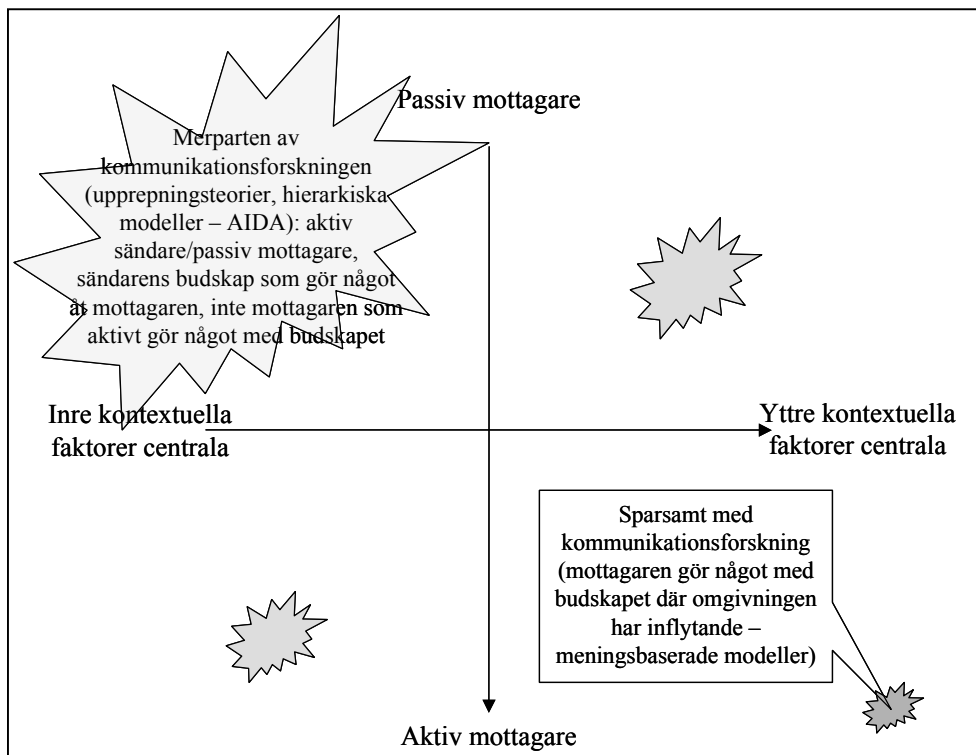 Passiv mottagare
Merparten av
kommunikationsforskningen
(upprepningsteorier, hierarkiska
modeller – AIDA): aktiv
sändare/passiv mottagare,
sändarens budskap som gör något
åt mottagaren, inte mottagaren som
aktivt gör något med budskapet
Inre kontextuella
faktorer centrala
Yttre kontextuella
faktorer centrala
Sparsamt med
kommunikationsforskning
(mottagaren gör något med
budskapet där omgivningen
har inflytande –
meningsbaserade modeller)
Aktiv mottagare